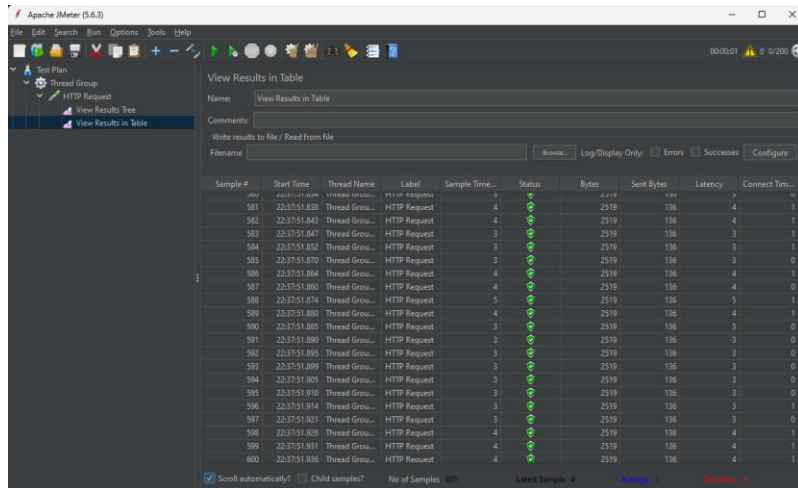 Apache JMeter (5.6.3)
File Edit Search Run Options Tools Help
00:00:01 0 0/200
Test Plan
Thread Group
HTTP Request
View Results Tree
View Results in Table
View Results in Table
Name: View Results in Table
Comments:
Write results to file / Read from file
Filename Browse... Log/Display Only: Errors Successes Configure
Sample # Start Time Thread Name Label Sample Time... Status Bytes Sent Bytes Latency Connect Tim...
580 22:37:51.834 Thread Grou... HTTP Request 3 2519 136 3 0
581 22:37:51.838 Thread Grou... HTTP Request 4 2519 136 4 1
582 22:37:51.843 Thread Grou... HTTP Request 4 2519 136 4 1
583 22:37:51.847 Thread Grou... HTTP Request 3 2519 136 3 1
584 22:37:51.852 Thread Grou... HTTP Request 3 2519 136 3 1
585 22:37:51.870 Thread Grou... HTTP Request 3 2519 136 3 0
586 22:37:51.864 Thread Grou... HTTP Request 4 2519 136 4 1
587 22:37:51.860 Thread Grou... HTTP Request 4 2519 136 4 0
588 22:37:51.874 Thread Grou... HTTP Request 5 2519 136 5 1
589 22:37:51.880 Thread Grou... HTTP Request 4 2519 136 4 1
590 22:37:51.885 Thread Grou... HTTP Request 3 2519 136 3 0
591 22:37:51.890 Thread Grou... HTTP Request 3 2519 136 3 0
592 22:37:51.895 Thread Grou... HTTP Request 3 2519 136 3 0
593 22:37:51.899 Thread Grou... HTTP Request 3 2519 136 3 0
594 22:37:51.905 Thread Grou... HTTP Request 3 2519 136 3 0
595 22:37:51.910 Thread Grou... HTTP Request 3 2519 136 3 0
596 22:37:51.914 Thread Grou... HTTP Request 3 2519 136 3 1
597 22:37:51.921 Thread Grou... HTTP Request 3 2519 136 3 0
598 22:37:51.926 Thread Grou... HTTP Request 4 2519 136 4 1
599 22:37:51.931 Thread Grou... HTTP Request 4 2519 136 4 1
600 22:37:51.936 Thread Grou... HTTP Request 4 2519 136 4 1
Scroll automatically? Child samples? No of Samples 601 Latest Sample 4 Average 3 Deviation